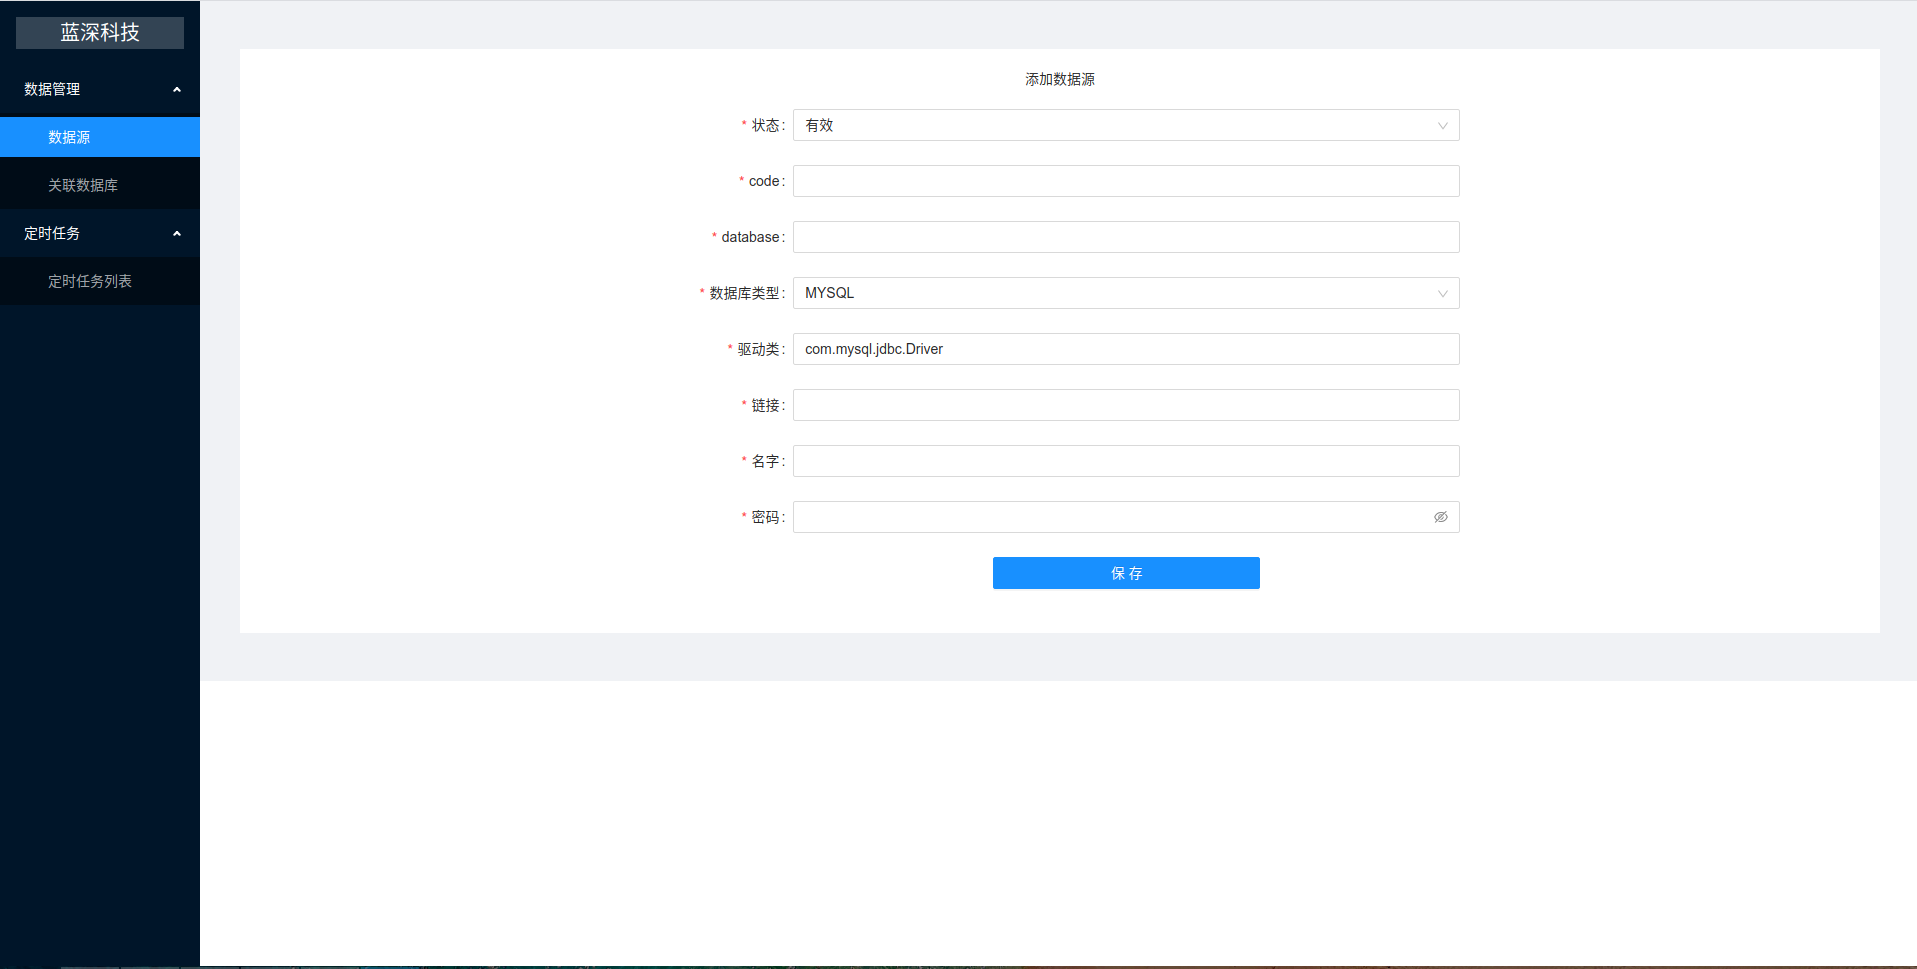 蓝深科技
数据管理
数据源
关联数据库
定时任务
定时任务列表
添加数据源
* 状态: 有效
* code:
* database:
* 数据库类型: MYSQL
* 驱动类: com.mysql.jdbc.Driver
* 链接:
* 名字:
* 密码:
保 存